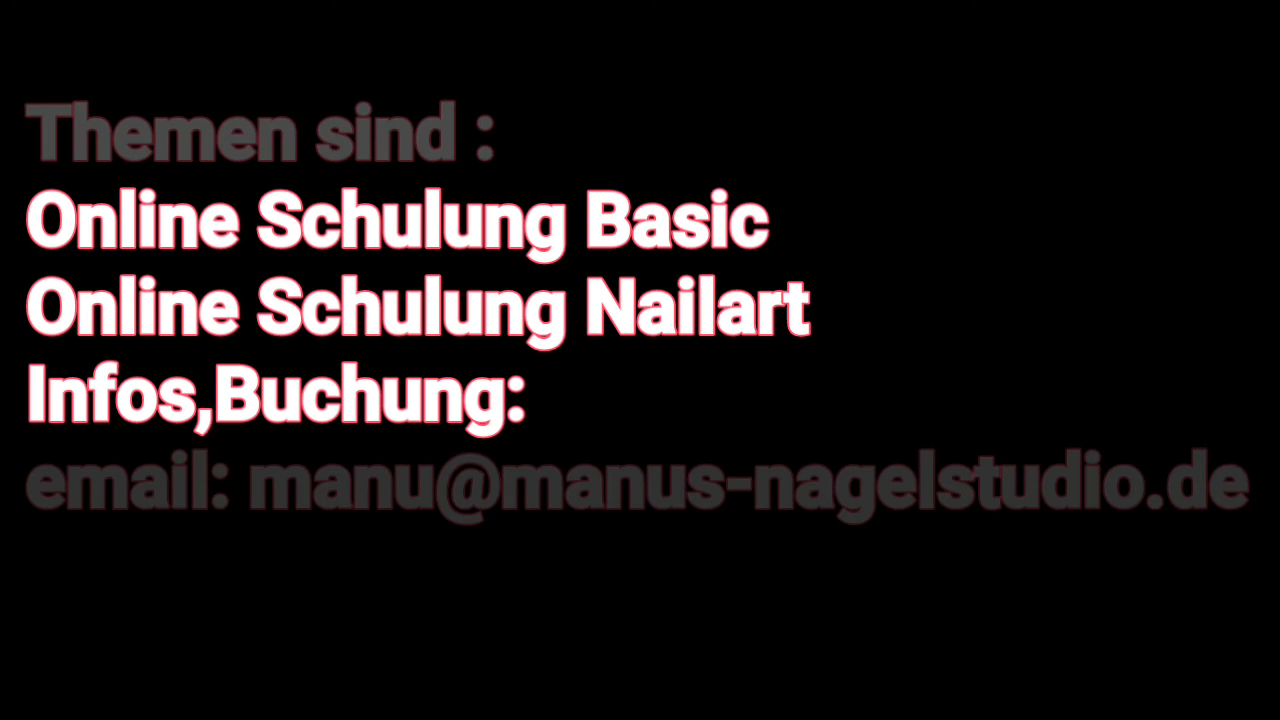 Themen sind :
Online Schulung Basic
Online Schulung Nailart
Infos,Buchung:
email: manu@manus-nagelstudio.de